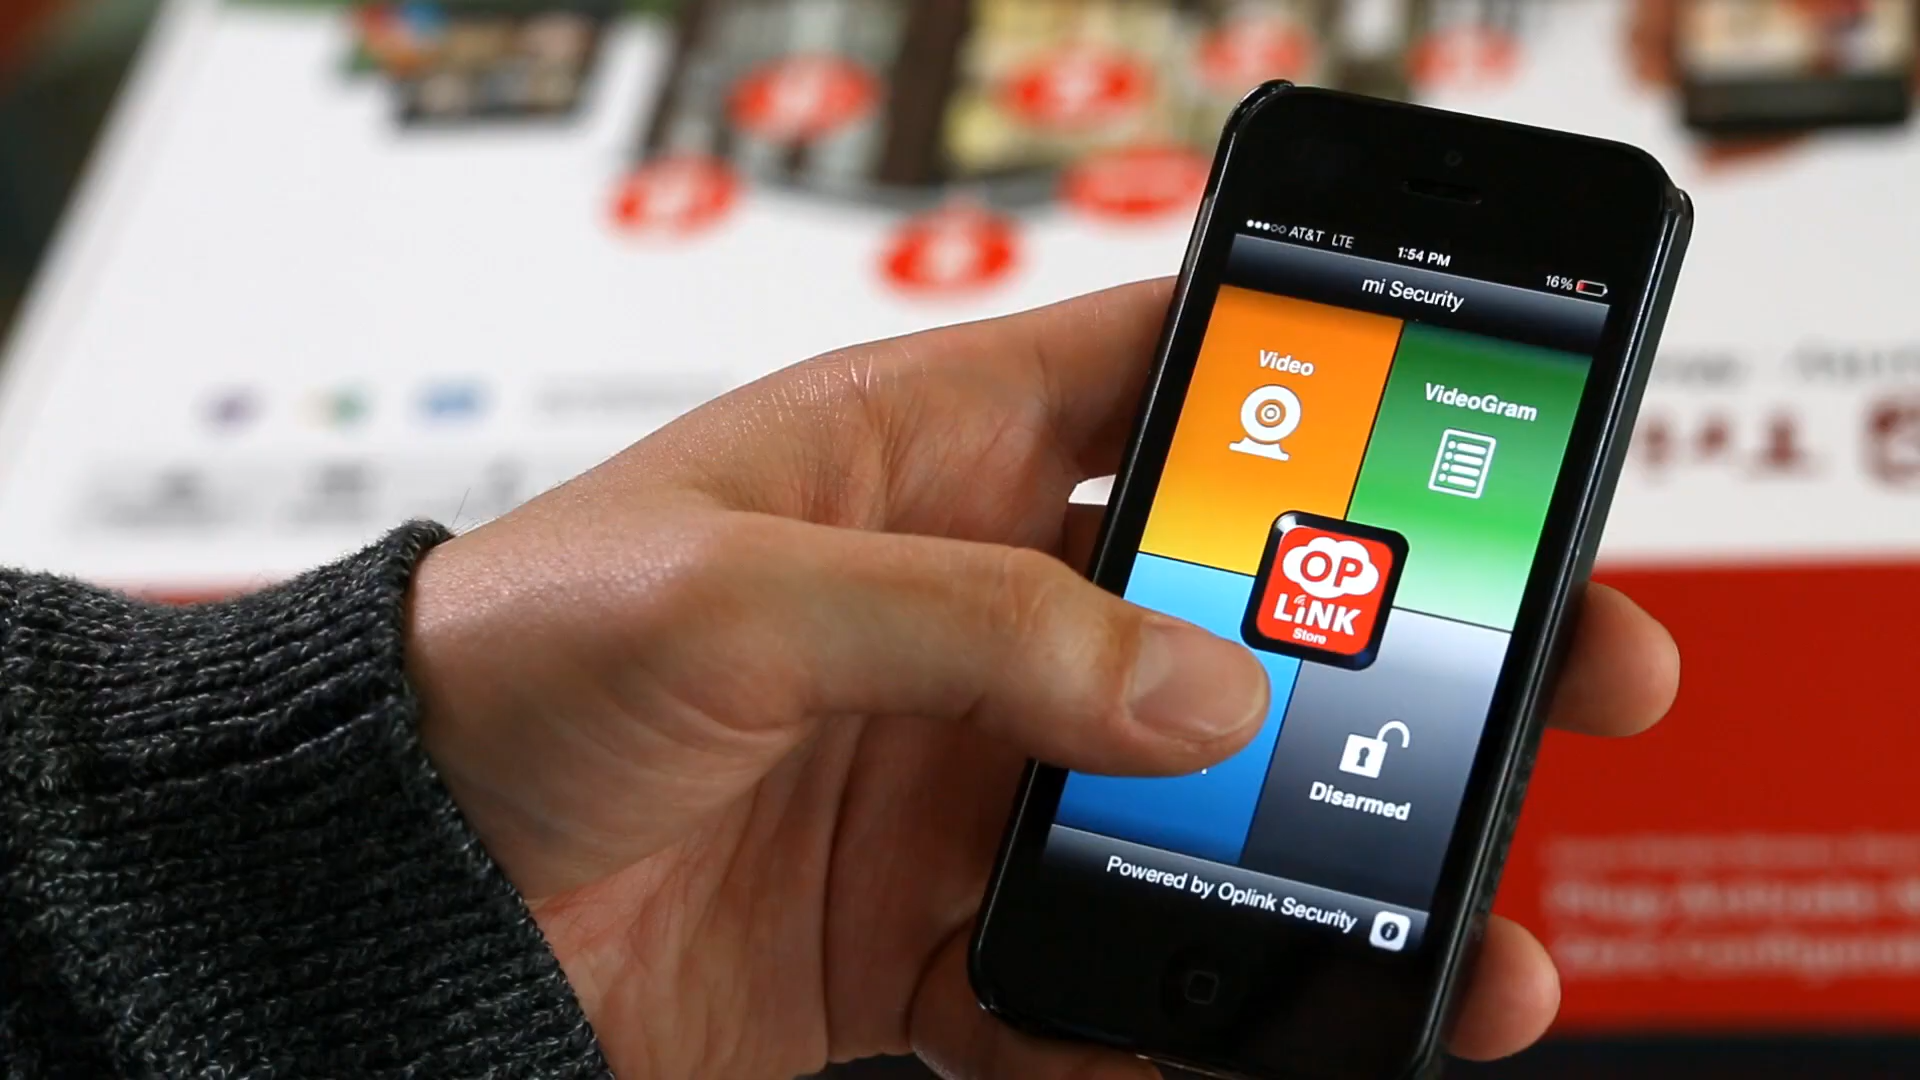 AT&T LTE 1:54 PM 16%
mi Security
Video
VideoGram
OP
LiNK
Store
Disarmed
Powered by Oplink Security